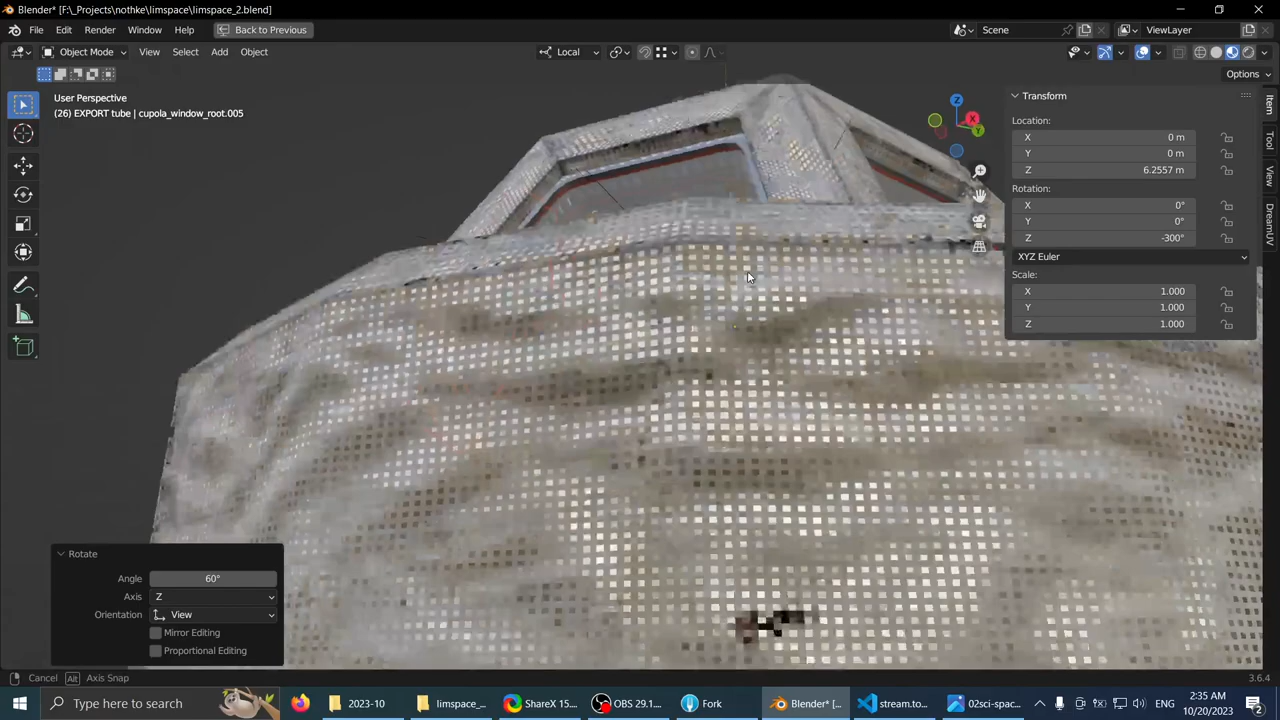 Blender* [F:\_Projects\nothke\limspace\limspace_2.blend]
File Edit Render Window Help Back to Previous Scene ViewLayer
Object Mode View Select Add Object Local
Options
User Perspective
(26) EXPORT tube | cupola_window_root.005
Z
X
Y
Transform
Location:
X 0 m
Y 0 m
Z 6.2557 m
Rotation:
X 0°
Y 0°
Z -300°
XYZ Euler
Scale:
X 1.000
Y 1.000
Z 1.000
Item
Tool
View
DreamUV
Rotate
Angle 60°
Axis Z
Orientation View
Mirror Editing
Proportional Editing
Cancel Alt Axis Snap 3.6.4
Type here to search 2023-10 limspace_... ShareX 15.... OBS 29.1.... Fork Blender* [... stream.to... 02sci-spac... ENG 2:35 AM
10/20/2023 2